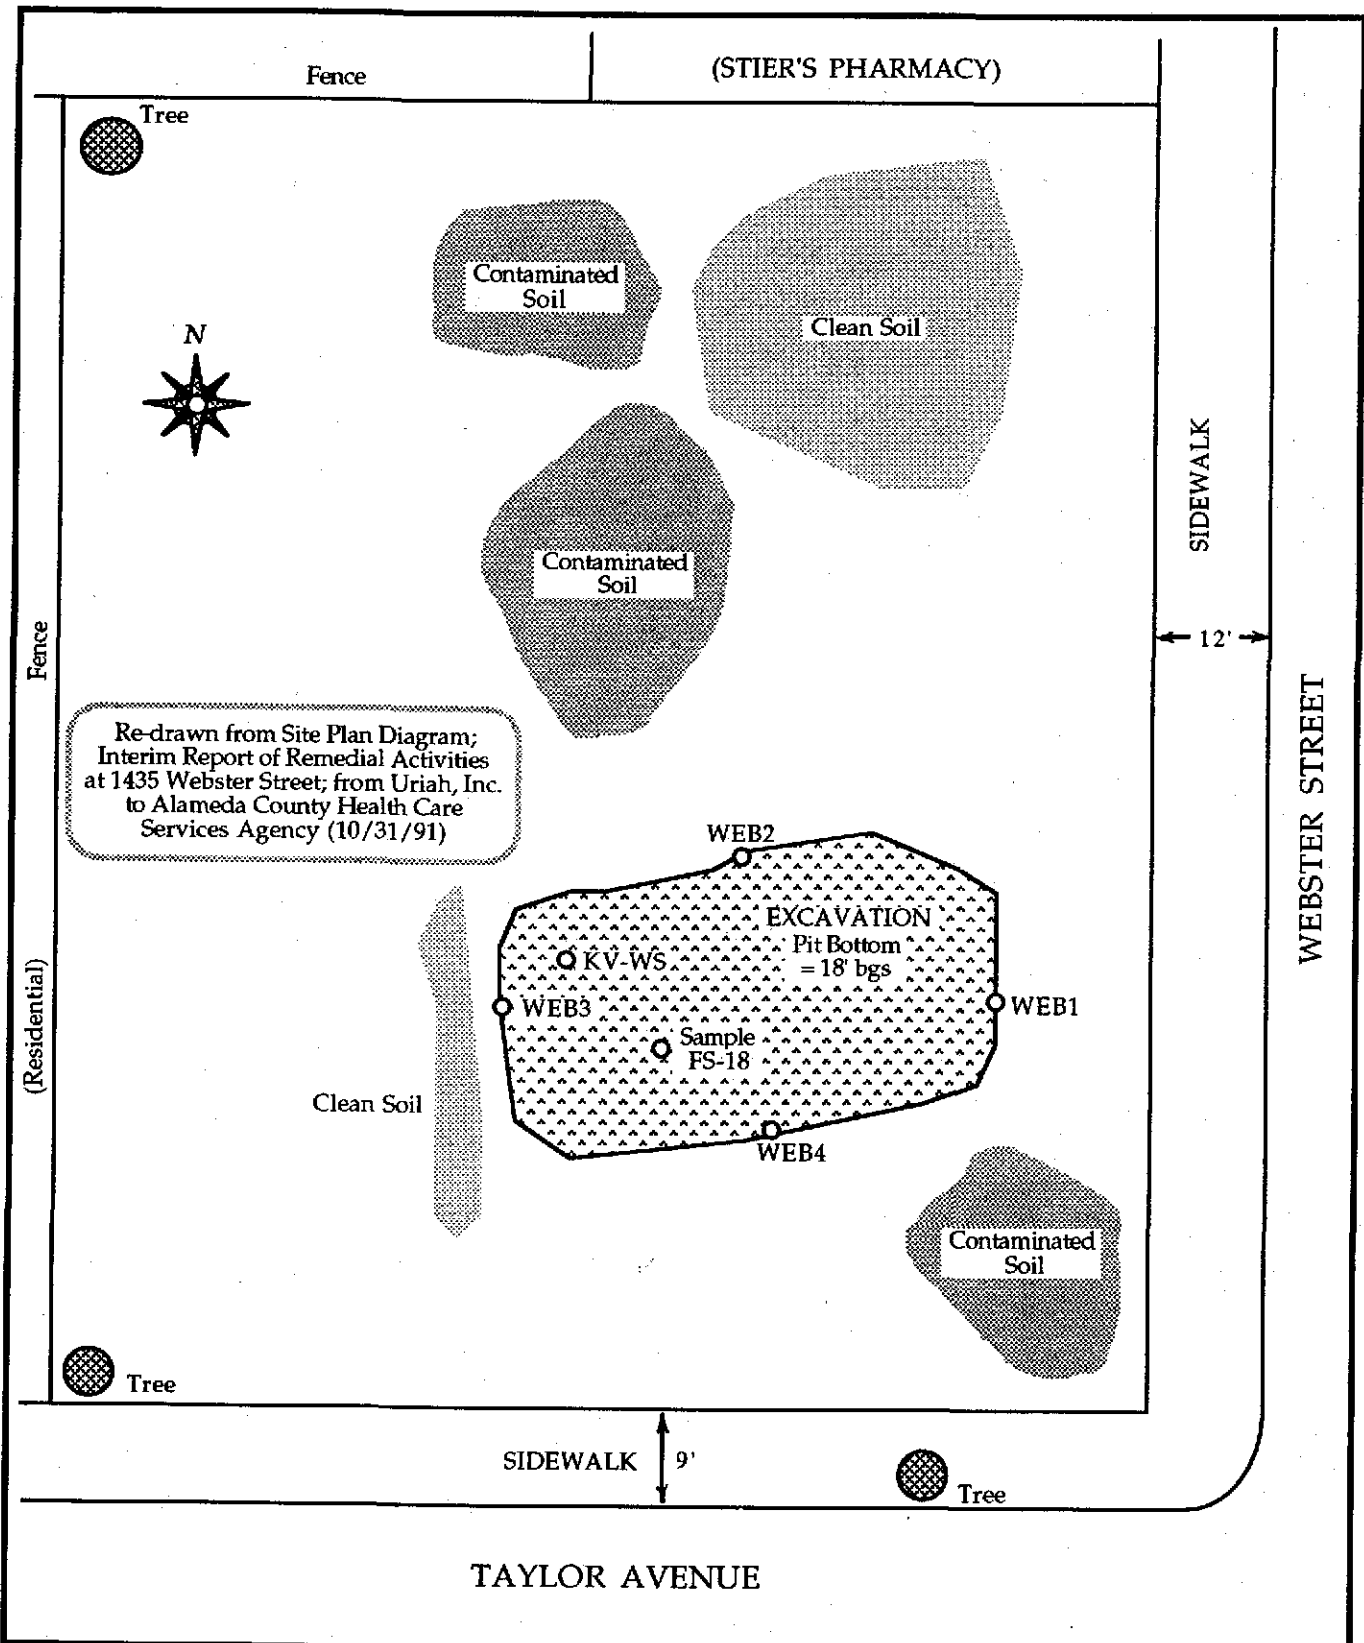 Fence
(STIER'S PHARMACY)
Tree
Contaminated
Soil
Clean Soil
N
SIDEWALK
Contaminated
Soil
12'
Fence
WEBSTER STREET
Re-drawn from Site Plan Diagram;
Interim Report of Remedial Activities
at 1435 Webster Street; from Uriah, Inc.
to Alameda County Health Care
Services Agency (10/31/91)
WEB2
EXCAVATION
Pit Bottom
= 18' bgs
KV-WS
WEB3
WEB1
Sample
FS-18
(Residential)
Clean Soil
WEB4
Contaminated
Soil
Tree
SIDEWALK
9'
Tree
TAYLOR AVENUE